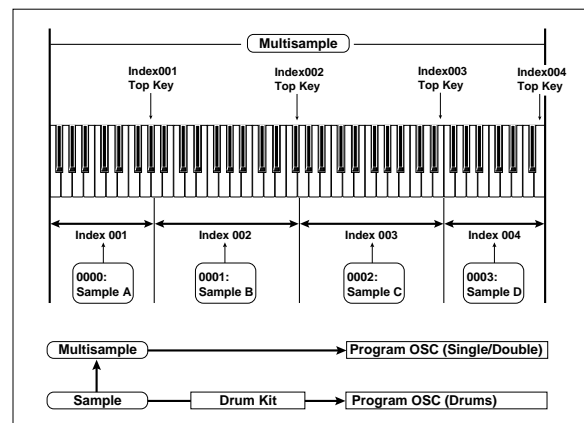 Multisample
Index001 Index002 Index003 Index004
Top Key Top Key Top Key Top Key
Index 001 Index 002 Index 003 Index 004
0000: 0001: 0002: 0003:
Sample A Sample B Sample C Sample D
Multisample Program OSC (Single/Double)
Sample Drum Kit Program OSC (Drums)